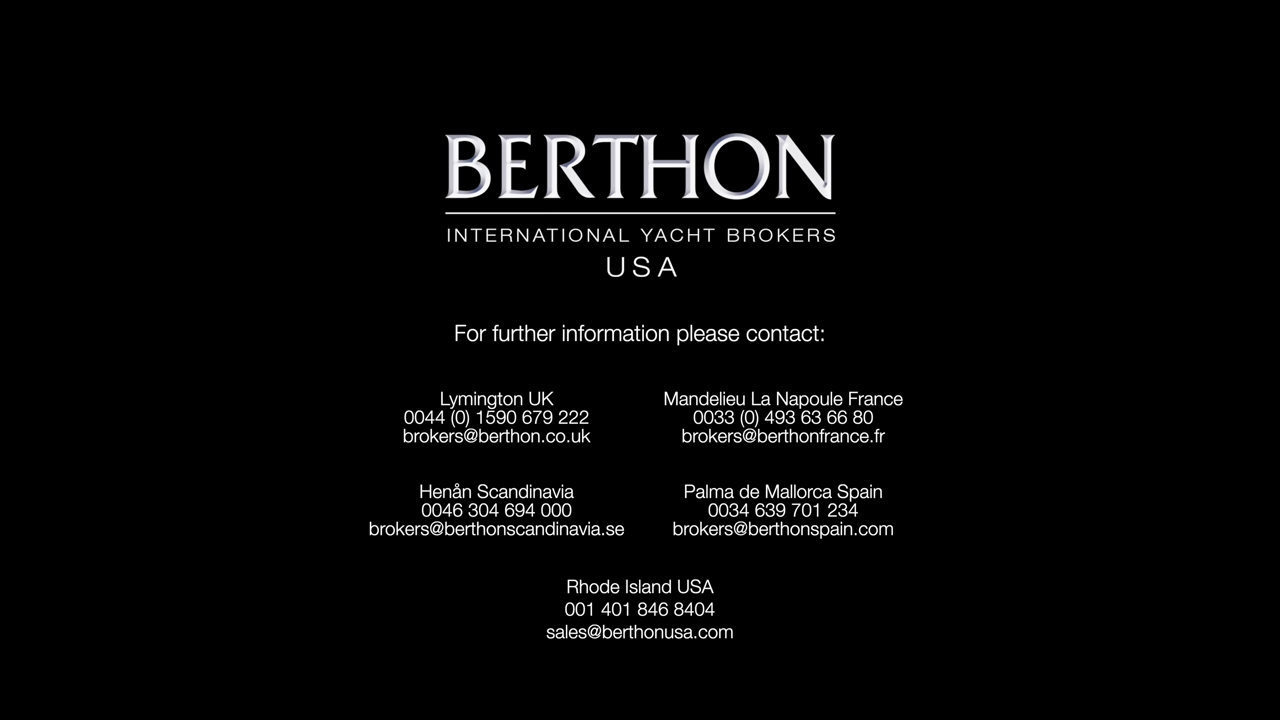 BERTHON
INTERNATIONAL YACHT BROKERS
USA
For further information please contact:
Lymington UK
0044 (0) 1590 679 222
brokers@berthon.co.uk
Mandelieu La Napoule France
0033 (0) 493 63 66 80
brokers@berthonfrance.fr
Henån Scandinavia
0046 304 694 000
brokers@berthonscandinavia.se
Palma de Mallorca Spain
0034 639 701 234
brokers@berthonspain.com
Rhode Island USA
001 401 846 8404
sales@berthonusa.com